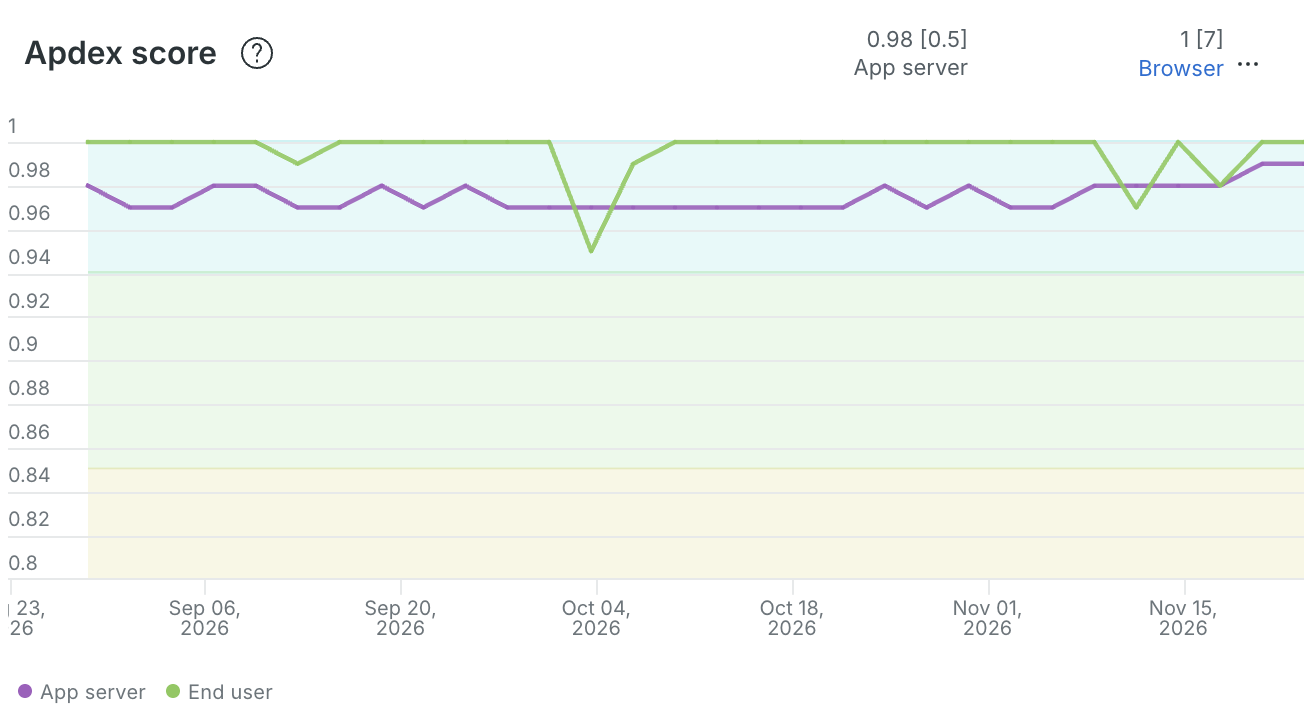 Apdex score ?
0.98 [0.5]
App server
1 [7]
Browser ...
1
0.98
0.96
0.94
0.92
0.9
0.88
0.86
0.84
0.82
0.8
23,
26
Sep 06,
2026
Sep 20,
2026
Oct 04,
2026
Oct 18,
2026
Nov 01,
2026
Nov 15,
2026
App server
End user